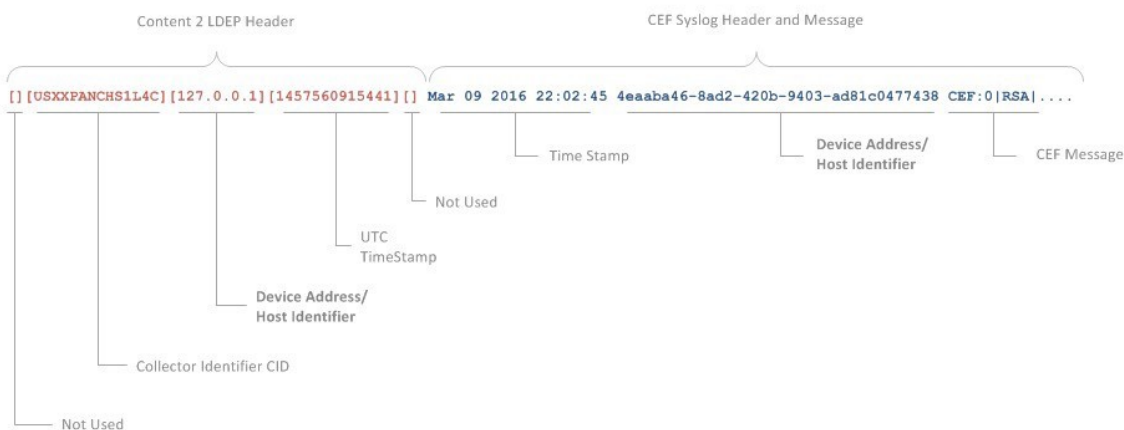 Content 2 LDEP Header
CEF Syslog Header and Message
[][USXXPANCHS1L4C][127.0.0.1][1457560915441][] Mar 09 2016 22:02:45 4eaaba46-8ad2-420b-9403-ad81c0477438 CEF:0|RSA|....
Time Stamp
Device Address/
Host Identifier
CEF Message
Not Used
UTC
TimeStamp
Device Address/
Host Identifier
Collector Identifier CID
Not Used